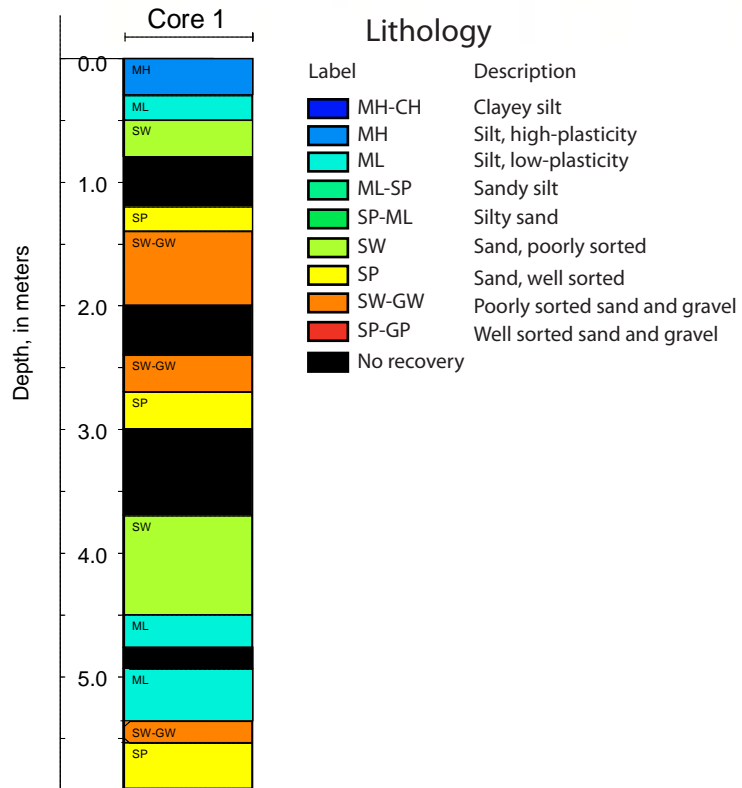 Core 1
Lithology
Label Description
MH-CH Clayey silt
MH Silt, high-plasticity
ML Silt, low-plasticity
ML-SP Sandy silt
SP-ML Silty sand
SW Sand, poorly sorted
SP Sand, well sorted
SW-GW Poorly sorted sand and gravel
SP-GP Well sorted sand and gravel
No recovery
Depth, in meters
0.0
1.0
2.0
3.0
4.0
5.0
MH
ML
SW
SP
SW-GW
SW-GW
SP
SW
ML
ML
SW-GW
SP